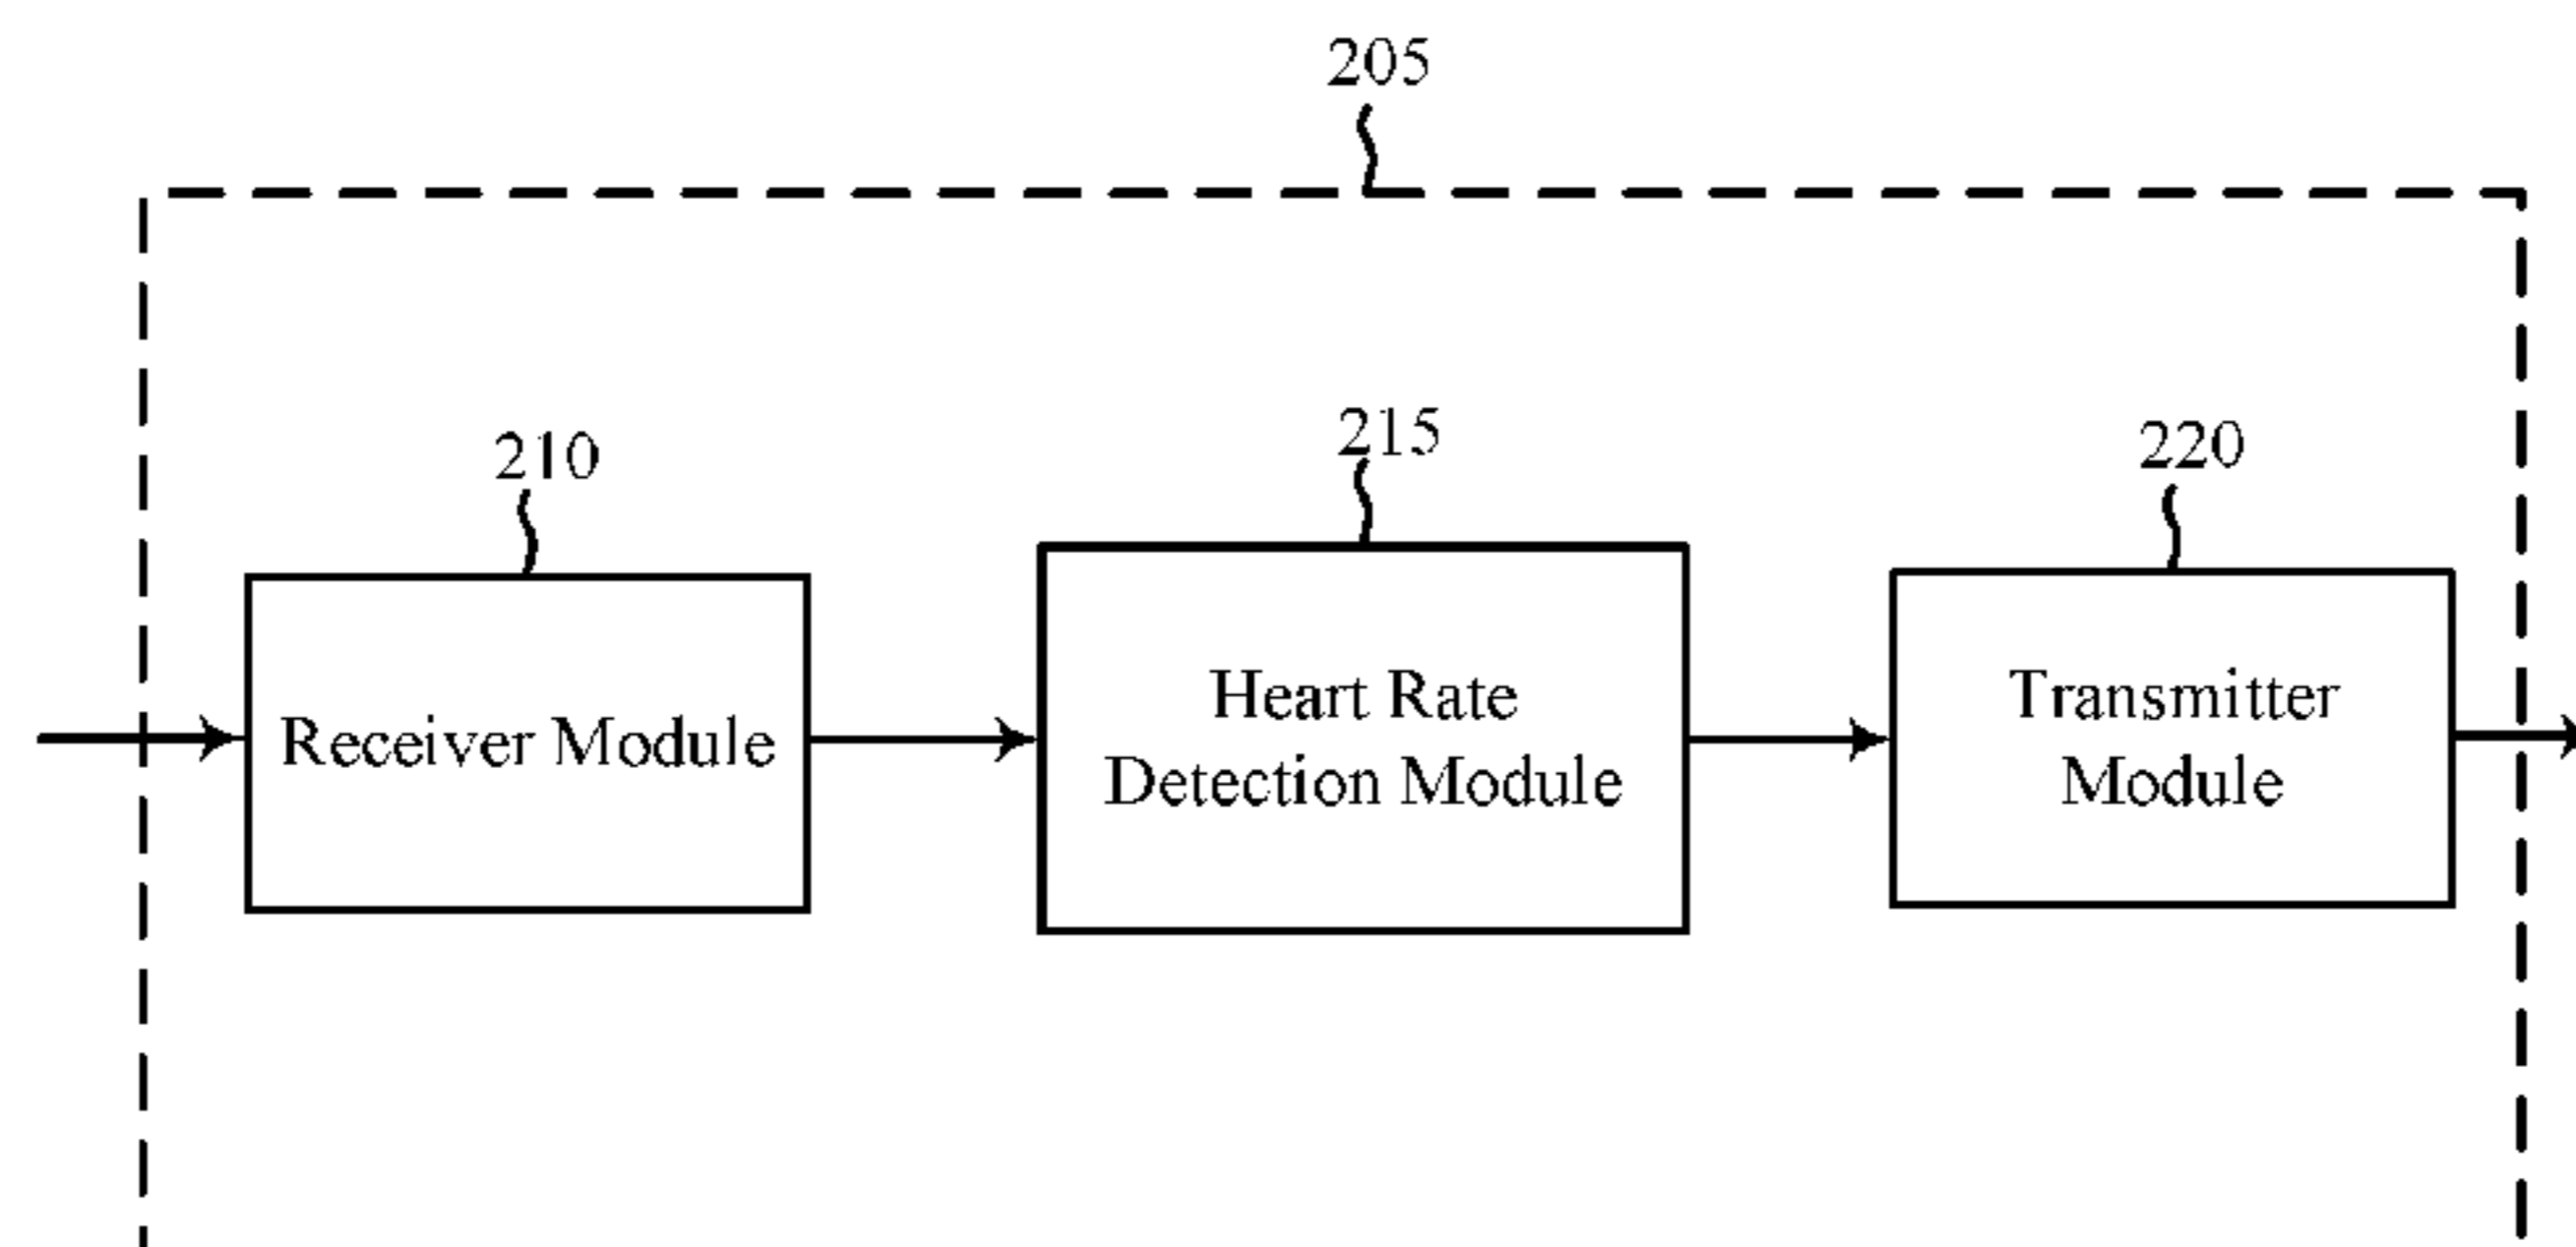 205
210
215
220
Receiver Module
Heart Rate
Detection Module
Transmitter
Module